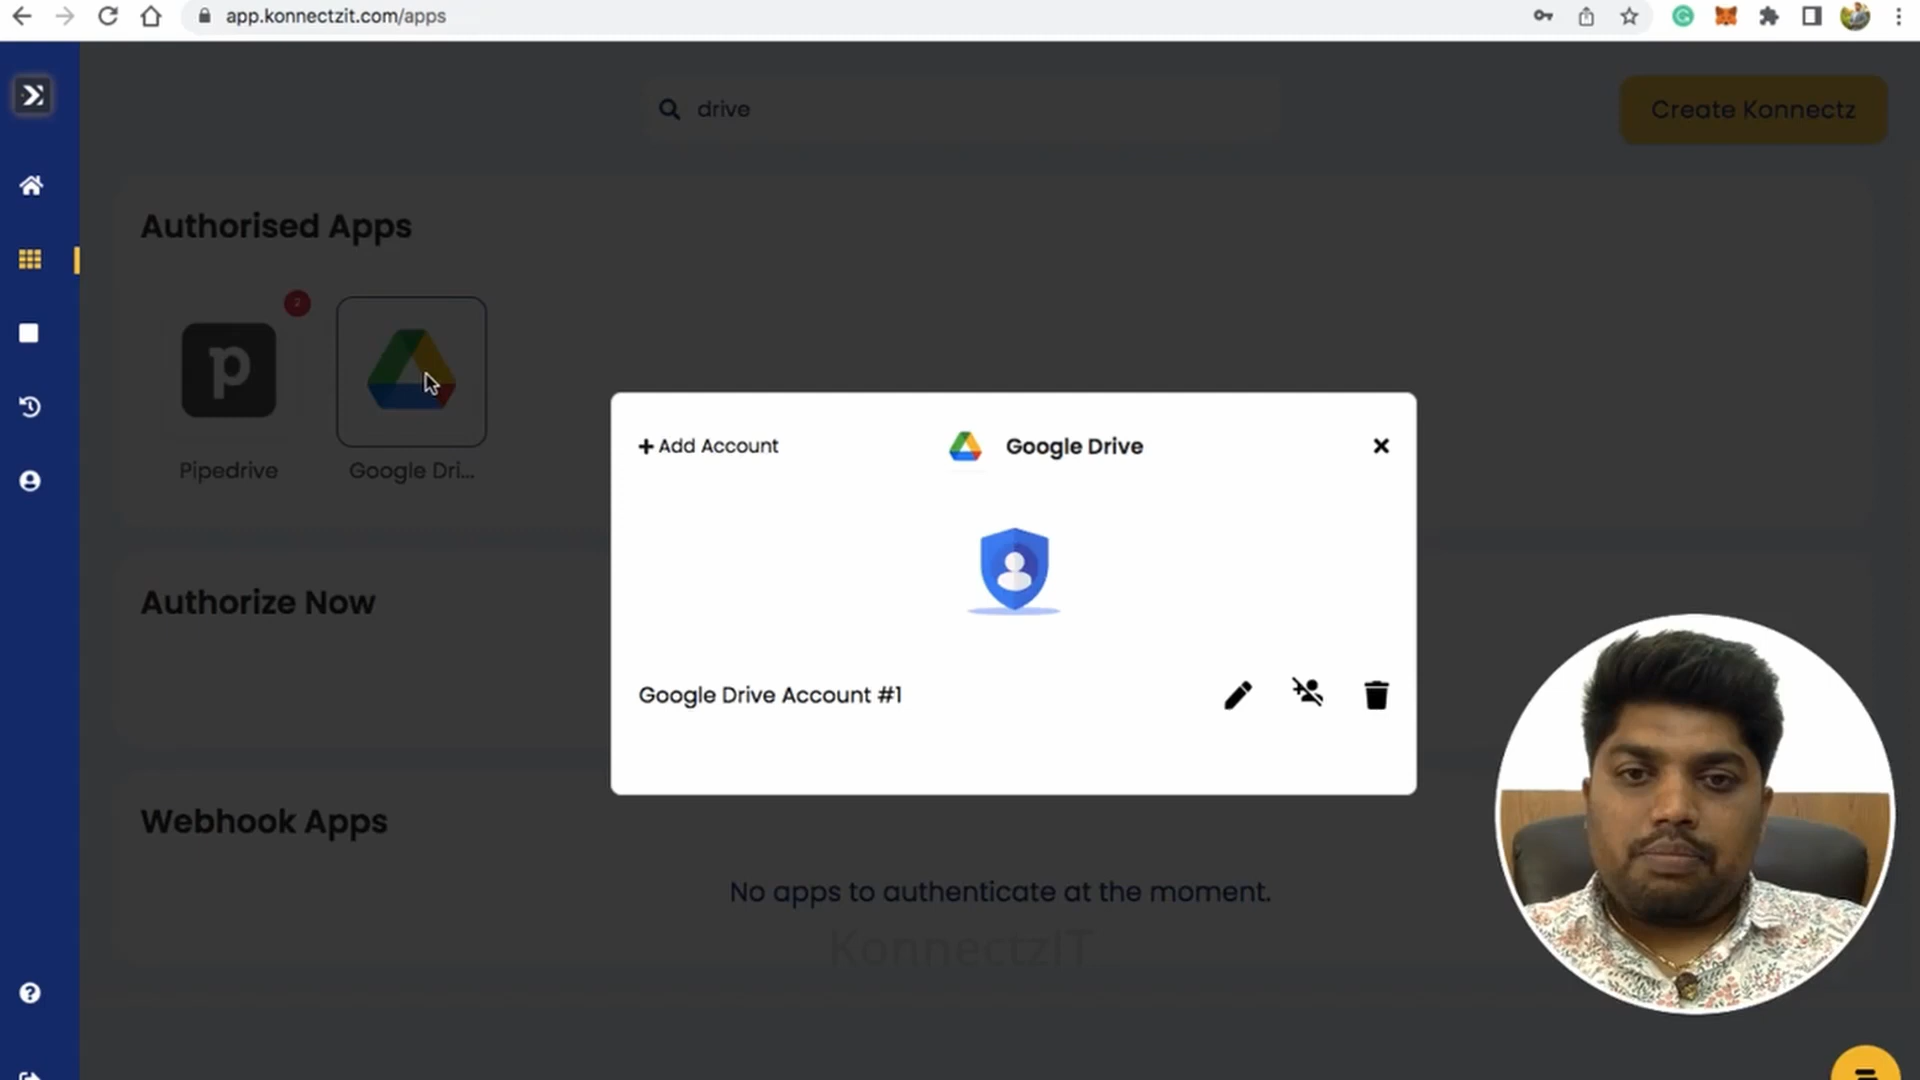 app.konnectzit.com/apps
drive
Create Konnectz
Authorised Apps
2
Pipedrive
Google Dri...
+ Add Account
Google Drive
Google Drive Account #1
Authorize Now
Webhook Apps
No apps to authenticate at the moment.
KonnectzIT